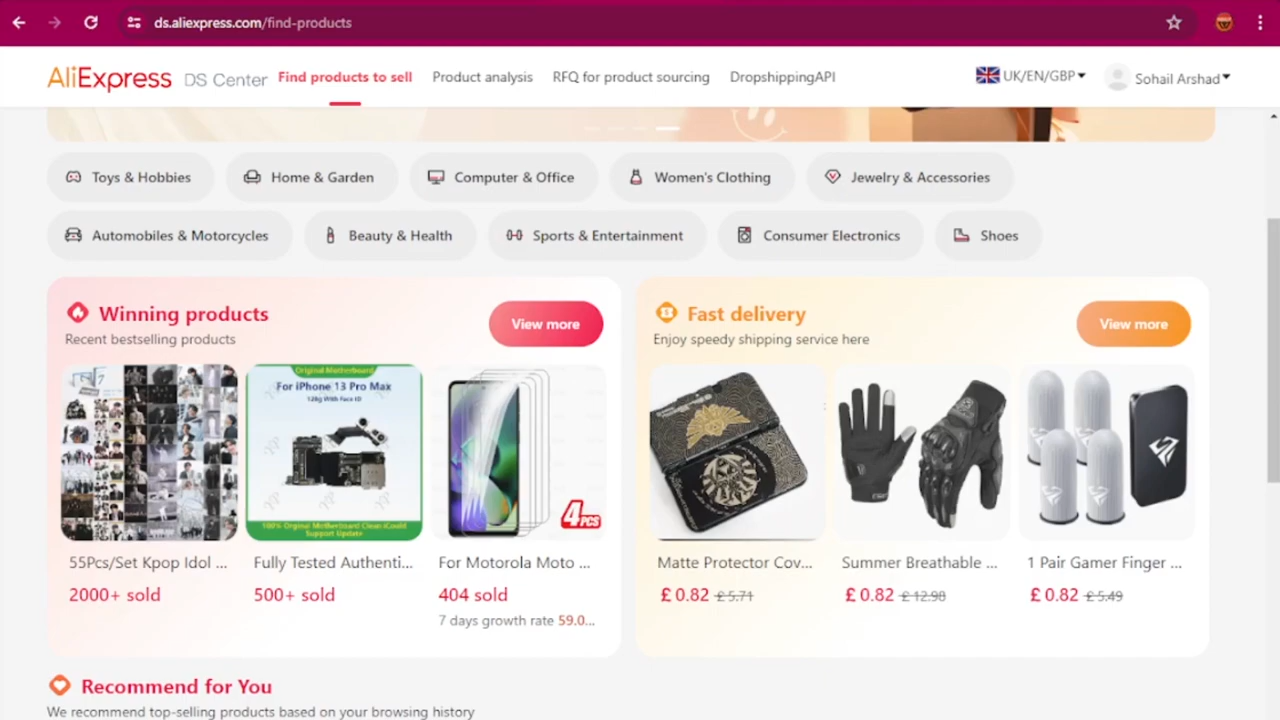 ds.aliexpress.com/find-products
AliExpress DS Center Find products to sell Product analysis RFQ for product sourcing DropshippingAPI UK/EN/GBP Sohail Arshad
Toys & Hobbies Home & Garden Computer & Office Women's Clothing Jewelry & Accessories
Automobiles & Motorcycles Beauty & Health Sports & Entertainment Consumer Electronics Shoes
Winning products
Recent bestselling products
View more
Original Motherboard
For iPhone 13 Pro Max
128g With Face ID
100% Orginal Motherboard Clean iCould
Support Update
4PCS
55Pcs/Set Kpop Idol ... Fully Tested Authenti... For Motorola Moto ...
2000+ sold 500+ sold 404 sold
7 days growth rate 59.0...
Fast delivery
Enjoy speedy shipping service here
View more
Matte Protector Cov... Summer Breathable ... 1 Pair Gamer Finger ...
£ 0.82 £ 5.71 £ 0.82 £ 12.98 £ 0.82 £ 5.49
Recommend for You
We recommend top-selling products based on your browsing history